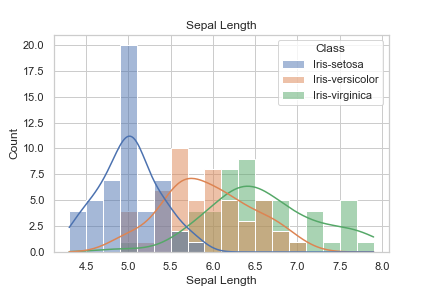 Sepal Length
Class
Iris-setosa
Iris-versicolor
Iris-virginica
20.0
17.5
15.0
12.5
10.0
7.5
5.0
2.5
0.0
Count
4.5 5.0 5.5 6.0 6.5 7.0 7.5 8.0
Sepal Length